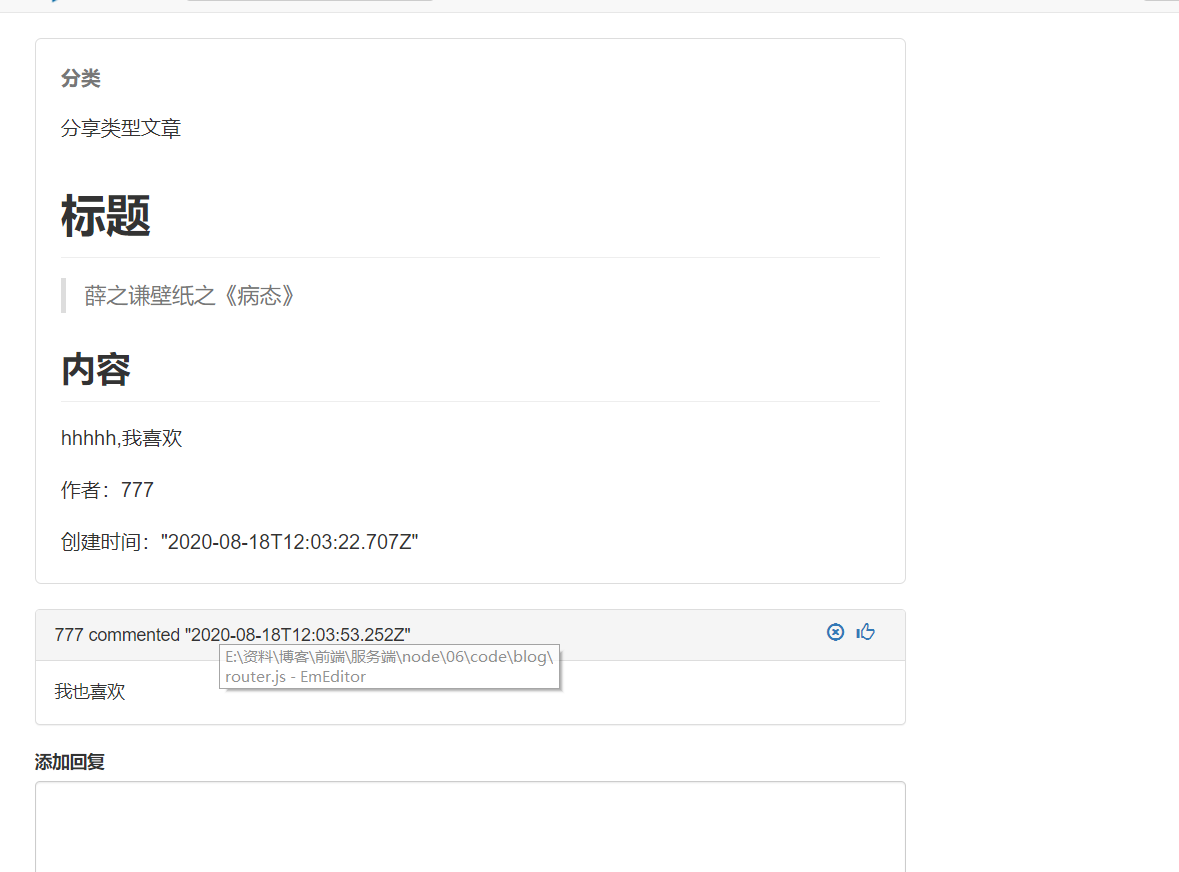 分类
分享类型文章
标题
薛之谦壁纸之《病态》
内容
hhhhh,我喜欢
作者：777
创建时间："2020-08-18T12:03:22.707Z"
777 commented "2020-08-18T12:03:53.252Z"
E:\资料\博客\前端\服务端\node\06\code\blog\
router.js - EmEditor
我也喜欢
添加回复